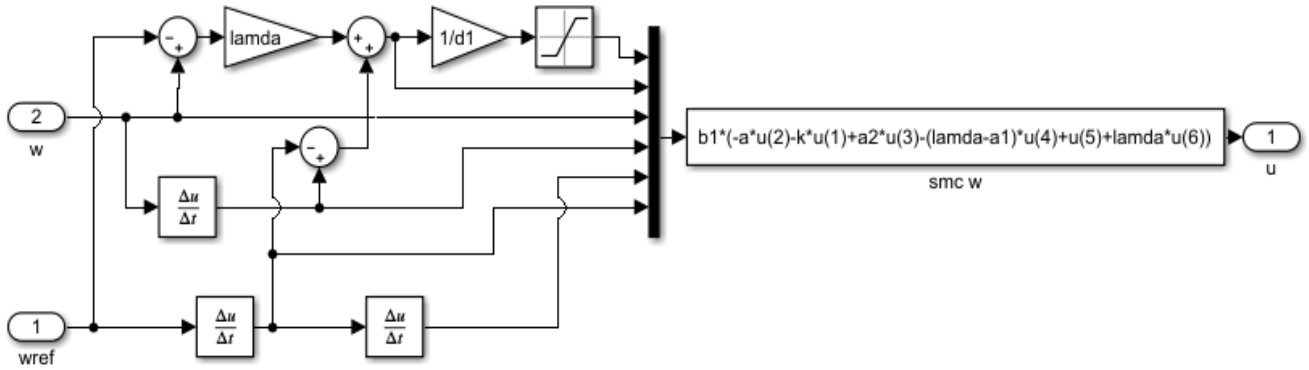 lamda
1/d1
2
w
b1*(-a*u(2)-k*u(1)+a2*u(3)-(lamda-a1)*u(4)+u(5)+lamda*u(6))
smc w
1
u
Δu
Δt
1
wref
Δu
Δt
Δu
Δt